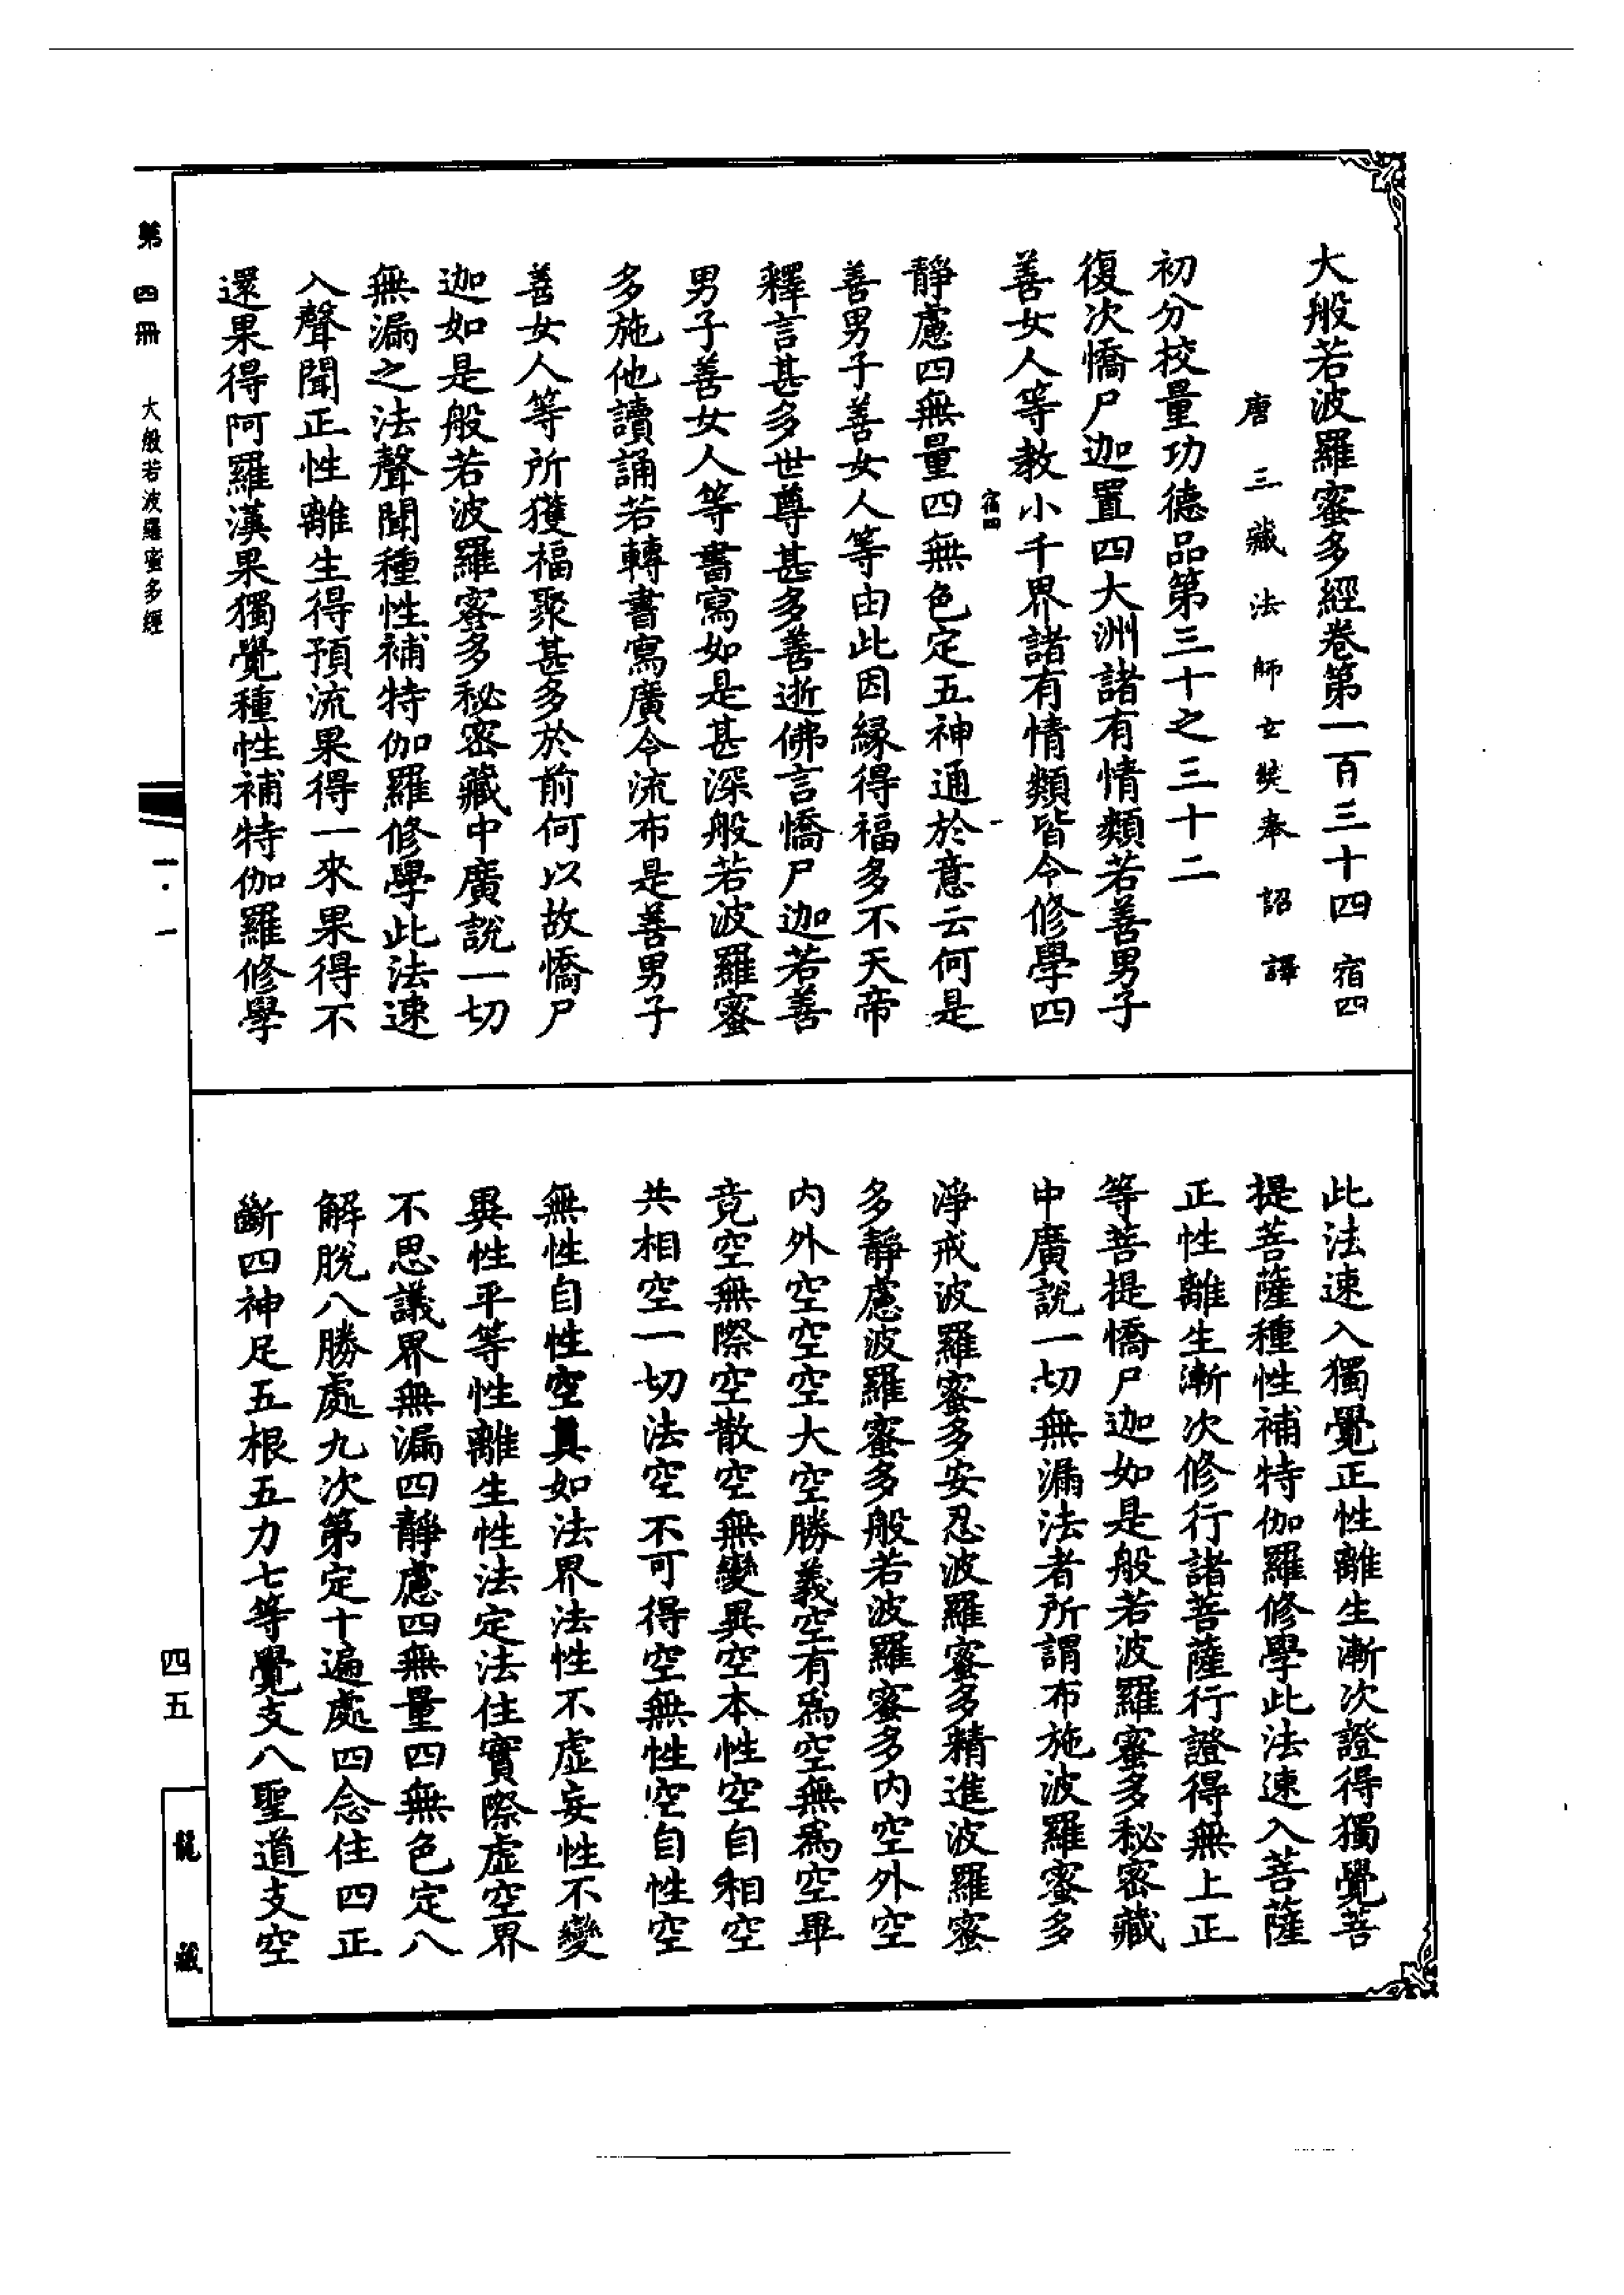 大般若波羅蜜多經卷第一百三十四 宿四
唐三藏法師玄奘奉 詔譯
初分校量功德品第三十之三十二
復次憍尸迦置四大洲諸有情類若善男子
善女人等教小千界諸有情類皆令修學四
宿四
靜慮四無量四無色定五神通於意云何是
善男子善女人等由此因緣得福多不天帝
釋言甚多世尊甚多善逝佛言憍尸迦若善
男子善女人等書寫如是甚深般若波羅蜜
多施他讀誦若轉書寫廣令流布是善男子
善女人等所獲福聚甚多於前何以故憍尸
迦如是般若波羅蜜多秘密藏中廣說一切
無漏之法聲聞種性補特伽羅修學此法速
入聲聞正性離生得預流果得一來果得不
還果得阿羅漢果獨覺種性補特伽羅修學
此法速入獨覺正性離生漸次證得獨覺菩
提菩薩種性補特伽羅修學此法速入菩薩
正性離生漸次修行諸菩薩行證得無上正
等菩提憍尸迦如是般若波羅蜜多秘密藏
中廣說一切無漏法者所謂布施波羅蜜多
淨戒波羅蜜多安忍波羅蜜多精進波羅蜜
多靜慮波羅蜜多般若波羅蜜多內空外空
內外空空空大空勝義空有為空無為空畢
竟空無際空散空無變異空本性空自相空
共相空一切法空不可得空無性空自性空
無性自性空真如法界法性不虛妄性不變
異性平等性離生性法定法住實際虛空界
不思議界無漏四靜慮四無量四無色定八
解脫八勝處九次第定十遍處四念住四正
斷四神足五根五力七等覺支八聖道支空
第四冊 大般若波羅蜜多經
一·一
四五
龍藏